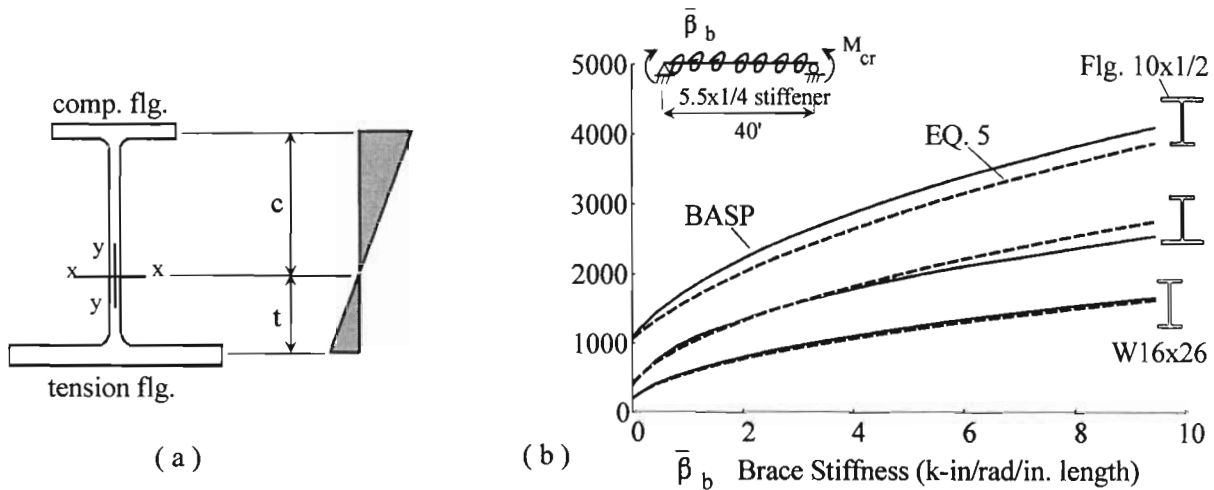 comp. flg.
c
y
x
x
y
t
tension flg.
( a )
β̄ b
M cr
5.5x1/4 stiffener
40'
Flg. 10x1/2
EQ. 5
BASP
W16x26
5000
4000
3000
2000
1000
0
0
2
4
6
8
10
β̄ b Brace Stiffness (k-in/rad/in. length)
( b )